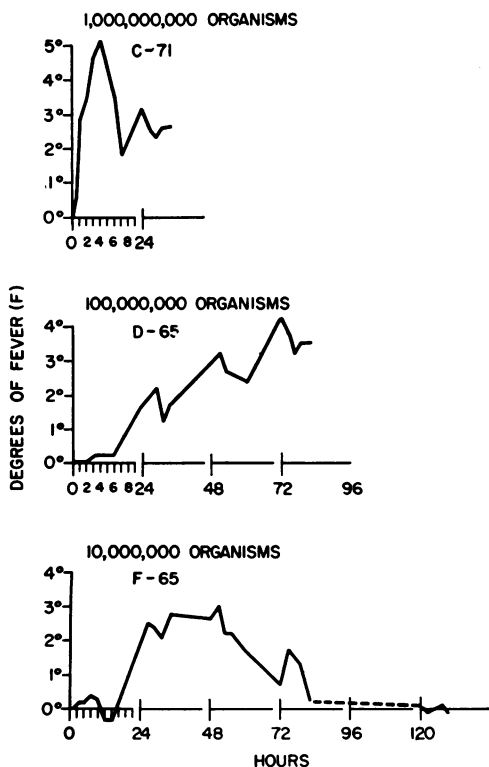 1,000,000,000 ORGANISMS
C-71
5°
4°
3°
2°
.1°
0°
0 2 4 6 8 24
DEGREES OF FEVER (F)
100,000,000 ORGANISMS
D-65
4°
3°
2°
1°
0°
0 2 4 6 8 24 48 72 96
10,000,000 ORGANISMS
F-65
4°
3°
2°
1°
0°
0 24 48 72 96 120
HOURS